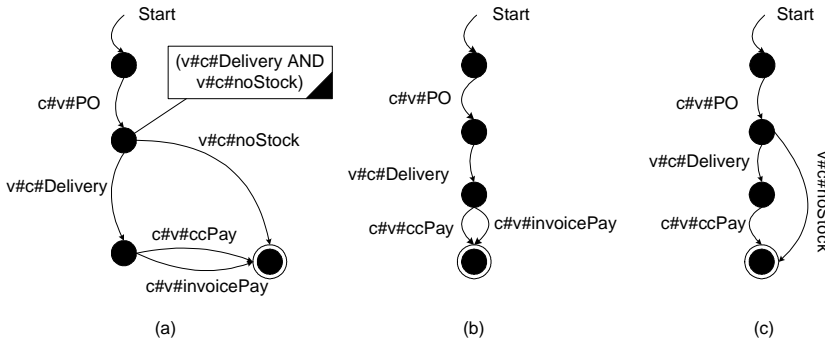 Start
(v#c#Delivery AND
v#c#noStock)
c#v#PO
v#c#noStock
v#c#Delivery
c#v#ccPay
c#v#invoicePay
(a)
Start
c#v#PO
v#c#Delivery
c#v#ccPay
c#v#invoicePay
(b)
Start
c#v#PO
v#c#Delivery
v#c#noStock
c#v#ccPay
(c)